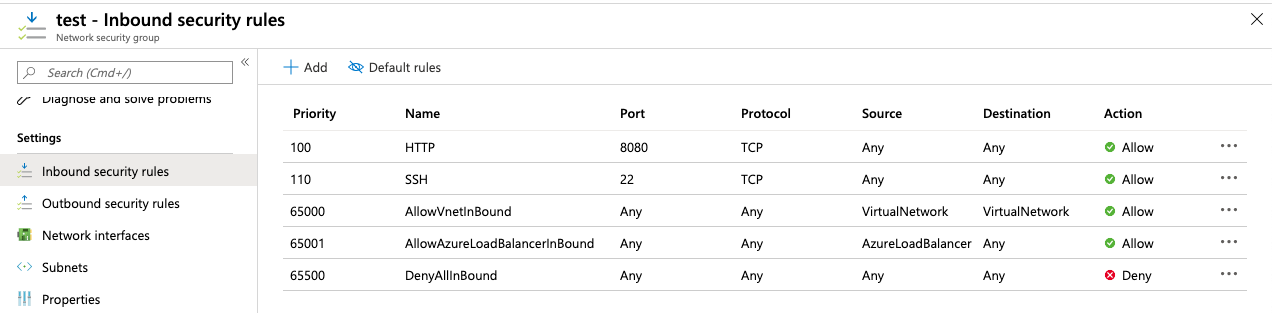 test - Inbound security rules
Network security group
Search (Cmd+/)
«
Add
Default rules
Diagnose and solve problems
Settings
Inbound security rules
Outbound security rules
Network interfaces
Subnets
Properties
Priority Name Port Protocol Source Destination Action
100 HTTP 8080 TCP Any Any Allow ...
110 SSH 22 TCP Any Any Allow ...
65000 AllowVnetInBound Any Any VirtualNetwork VirtualNetwork Allow ...
65001 AllowAzureLoadBalancerInBound Any Any AzureLoadBalancer Any Allow ...
65500 DenyAllInBound Any Any Any Any Deny ...